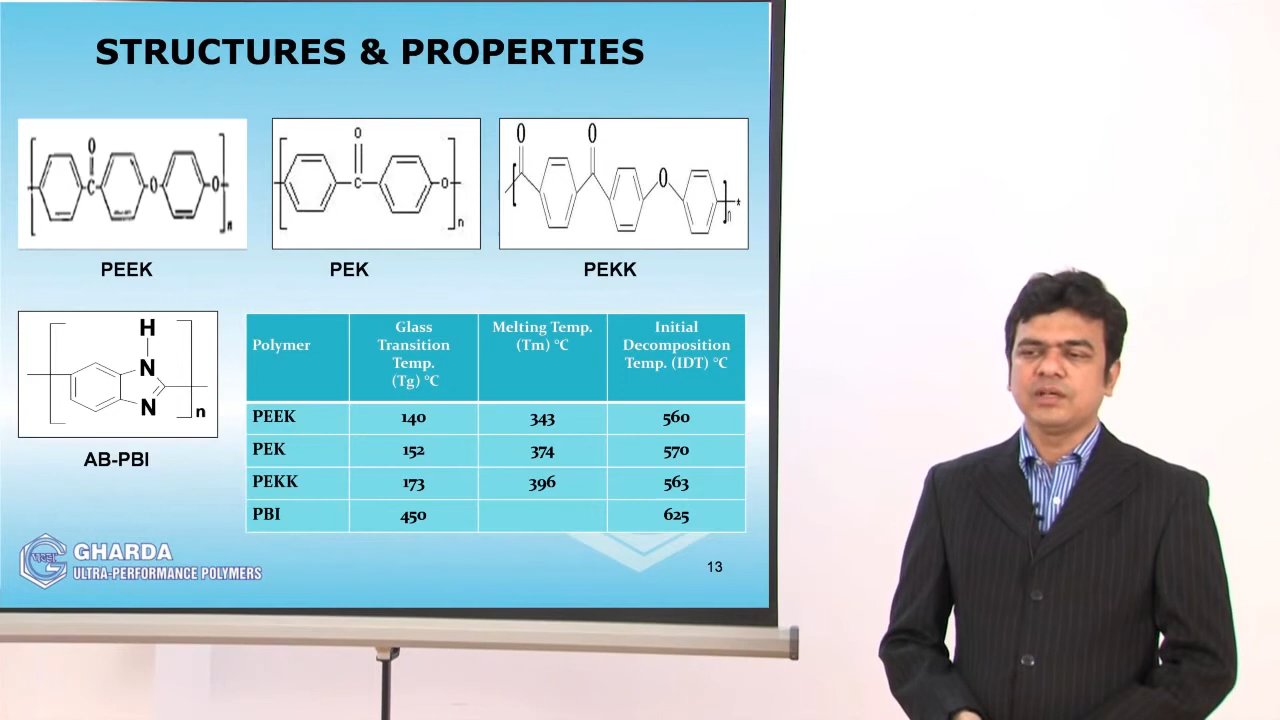 STRUCTURES & PROPERTIES
O
C
O
O
n
PEEK
O
C
O
n
PEK
O
O
O
n
*
PEKK
H
N
N
n
AB-PBI
Polymer
Glass
Transition
Temp.
(Tg) °C
Melting Temp.
(Tm) °C
Initial
Decomposition
Temp. (IDT) °C
PEEK 140 343 560
PEK 152 374 570
PEKK 173 396 563
PBI 450 625
GHARDA
ULTRA-PERFORMANCE POLYMERS
13